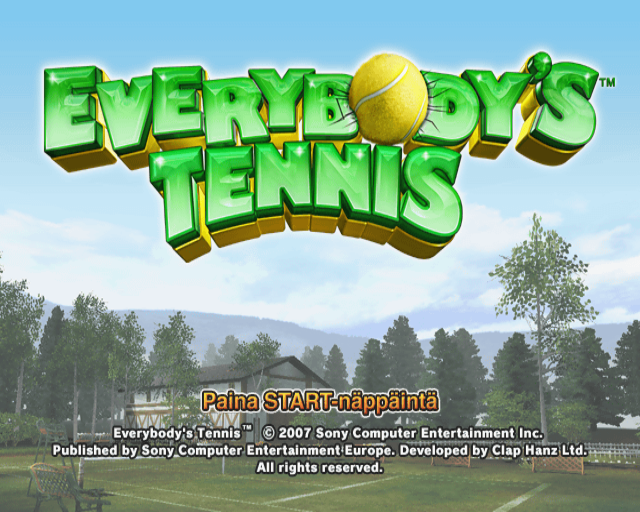 EVERYBODY'S™
TENNIS
Paina START-näppäintä
Everybody's Tennis™ © 2007 Sony Computer Entertainment Inc.
Published by Sony Computer Entertainment Europe. Developed by Clap Hanz Ltd.
All rights reserved.